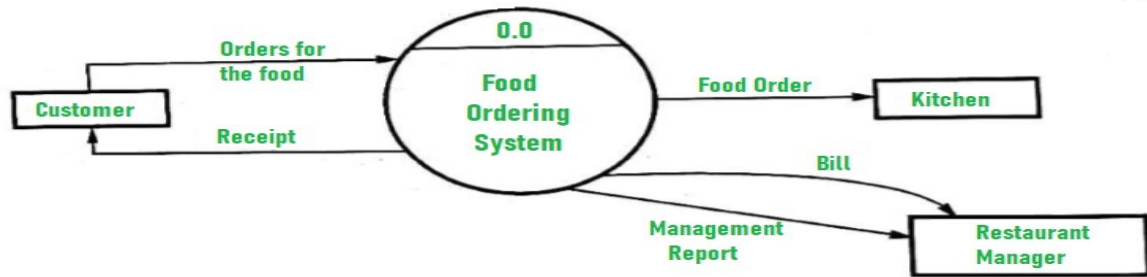 0.0
Orders for
the food
Food
Ordering
System
Food Order
Customer
Kitchen
Receipt
Bill
Management
Report
Restaurant
Manager